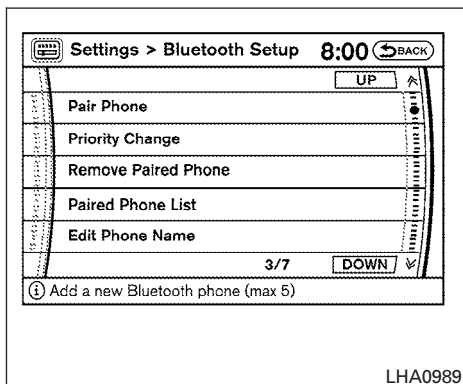 Settings > Bluetooth Setup 8:00 BACK
UP
Pair Phone
Priority Change
Remove Paired Phone
Paired Phone List
Edit Phone Name
3/7 DOWN
i Add a new Bluetooth phone (max 5)
LHA0989